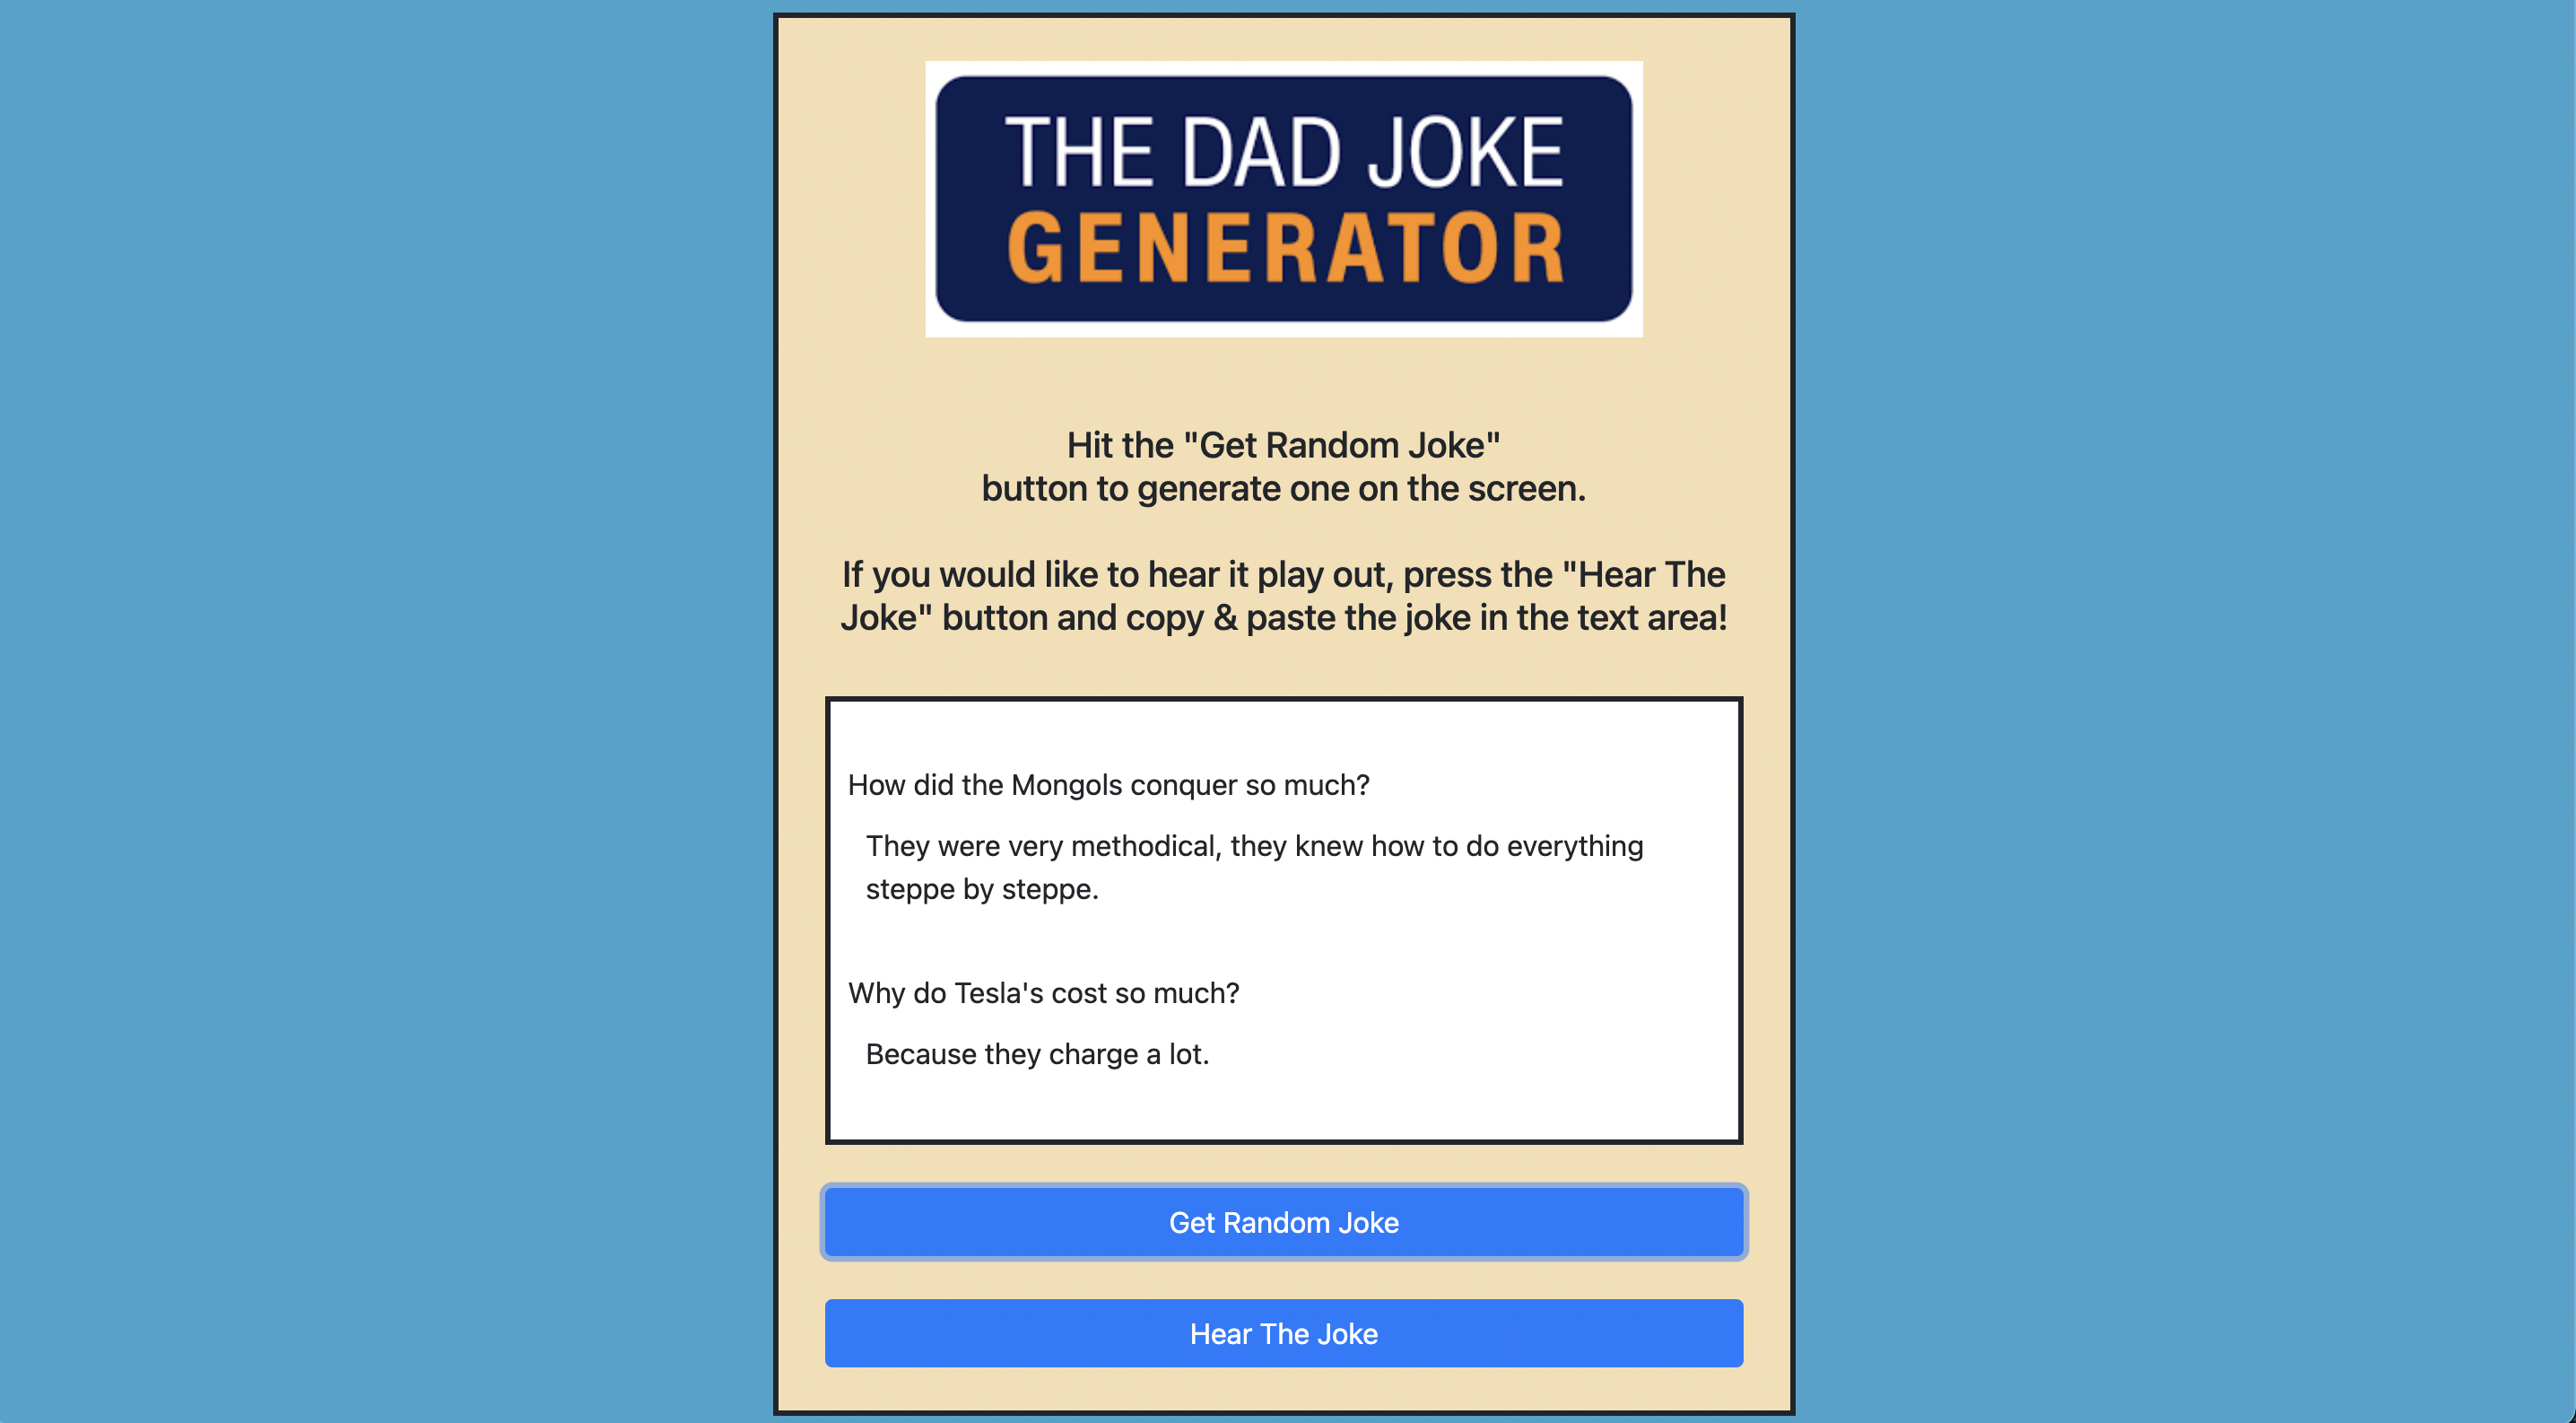 THE DAD JOKE
GENERATOR
Hit the "Get Random Joke"
button to generate one on the screen.
If you would like to hear it play out, press the "Hear The
Joke" button and copy & paste the joke in the text area!
How did the Mongols conquer so much?
They were very methodical, they knew how to do everything
steppe by steppe.
Why do Tesla's cost so much?
Because they charge a lot.
Get Random Joke
Hear The Joke